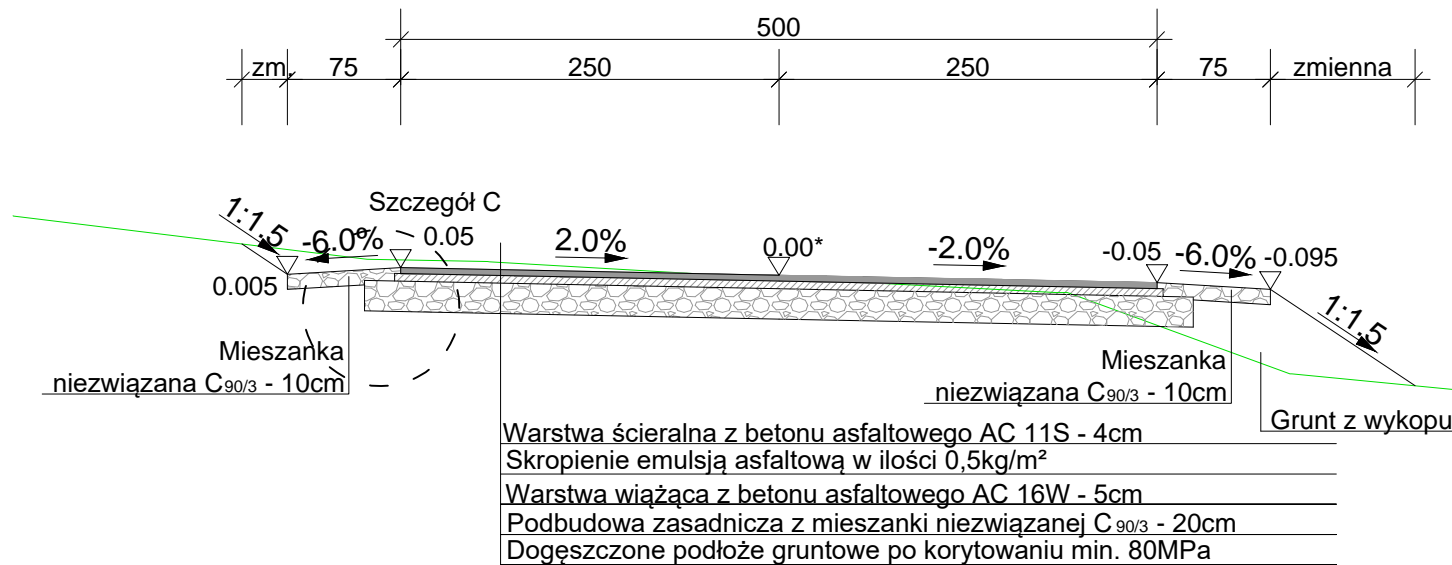 500
zm. 75 250 250 75 zmienna
Szczegół C
1:1.5 -6.0% 0.05 2.0% 0.00* -2.0% -0.05 -6.0% -0.095
0.005 1:1.5
Mieszanka
niezwiązana C90/3 - 10cm
Mieszanka
niezwiązana C90/3 - 10cm
Grunt z wykopu
Warstwa ścieralna z betonu asfaltowego AC 11S - 4cm
Skropienie emulsją asfaltową w ilości 0,5kg/m²
Warstwa wiążąca z betonu asfaltowego AC 16W - 5cm
Podbudowa zasadnicza z mieszanki niezwiązanej C90/3 - 20cm
Dogęszczone podłoże gruntowe po korytowaniu min. 80MPa